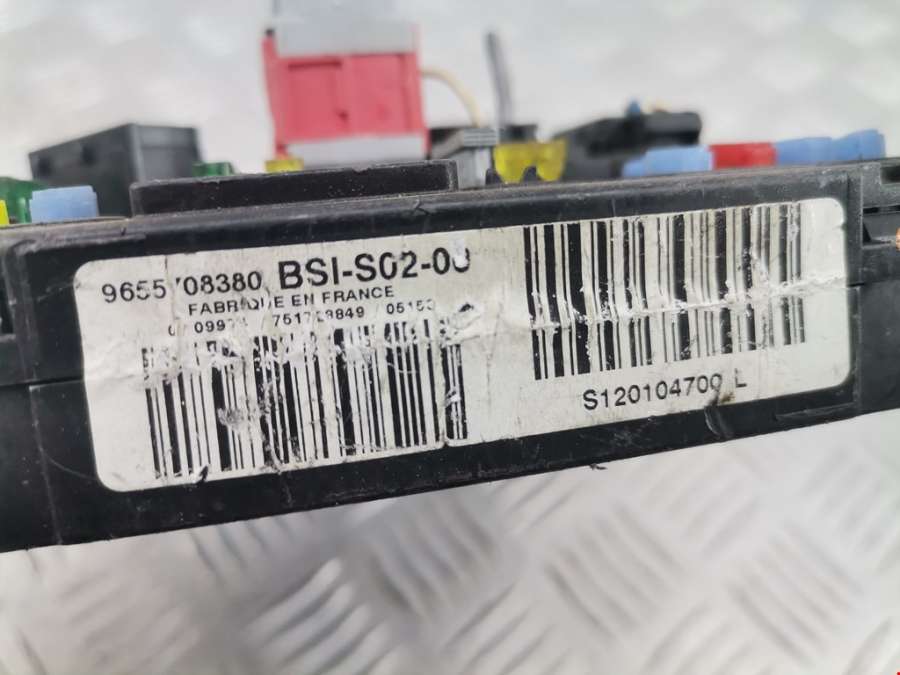 9655708380 BSI-S02-00
FABRIQUE EN FRANCE
S120104700 L